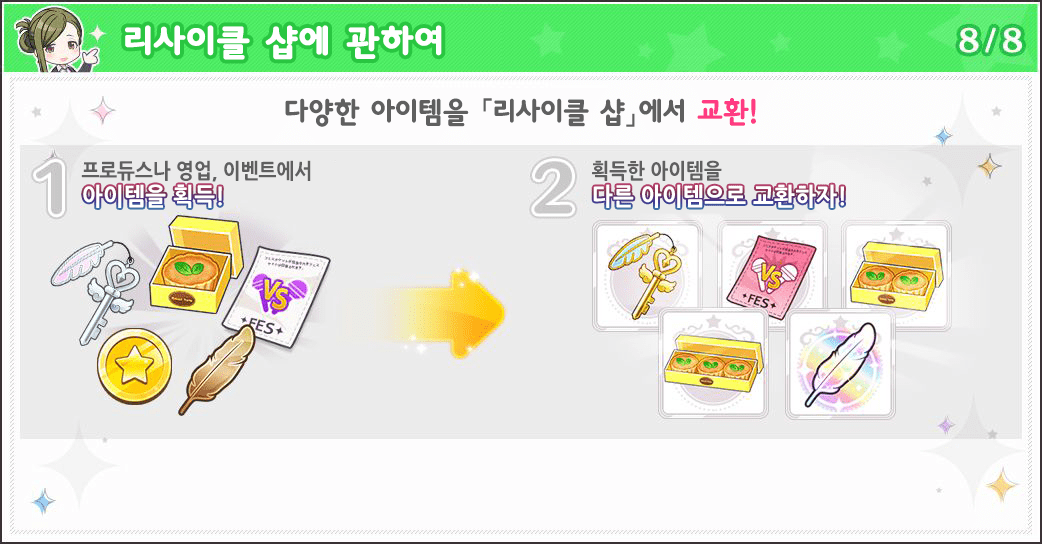 리사이클 샵에 관하여
8/8
다양한 아이템을 「리사이클 샵」에서 교환!
1
프로듀스나 영업, 이벤트에서
아이템을 획득!
VS
FES
2
획득한 아이템을
다른 아이템으로 교환하자!
VS
FES